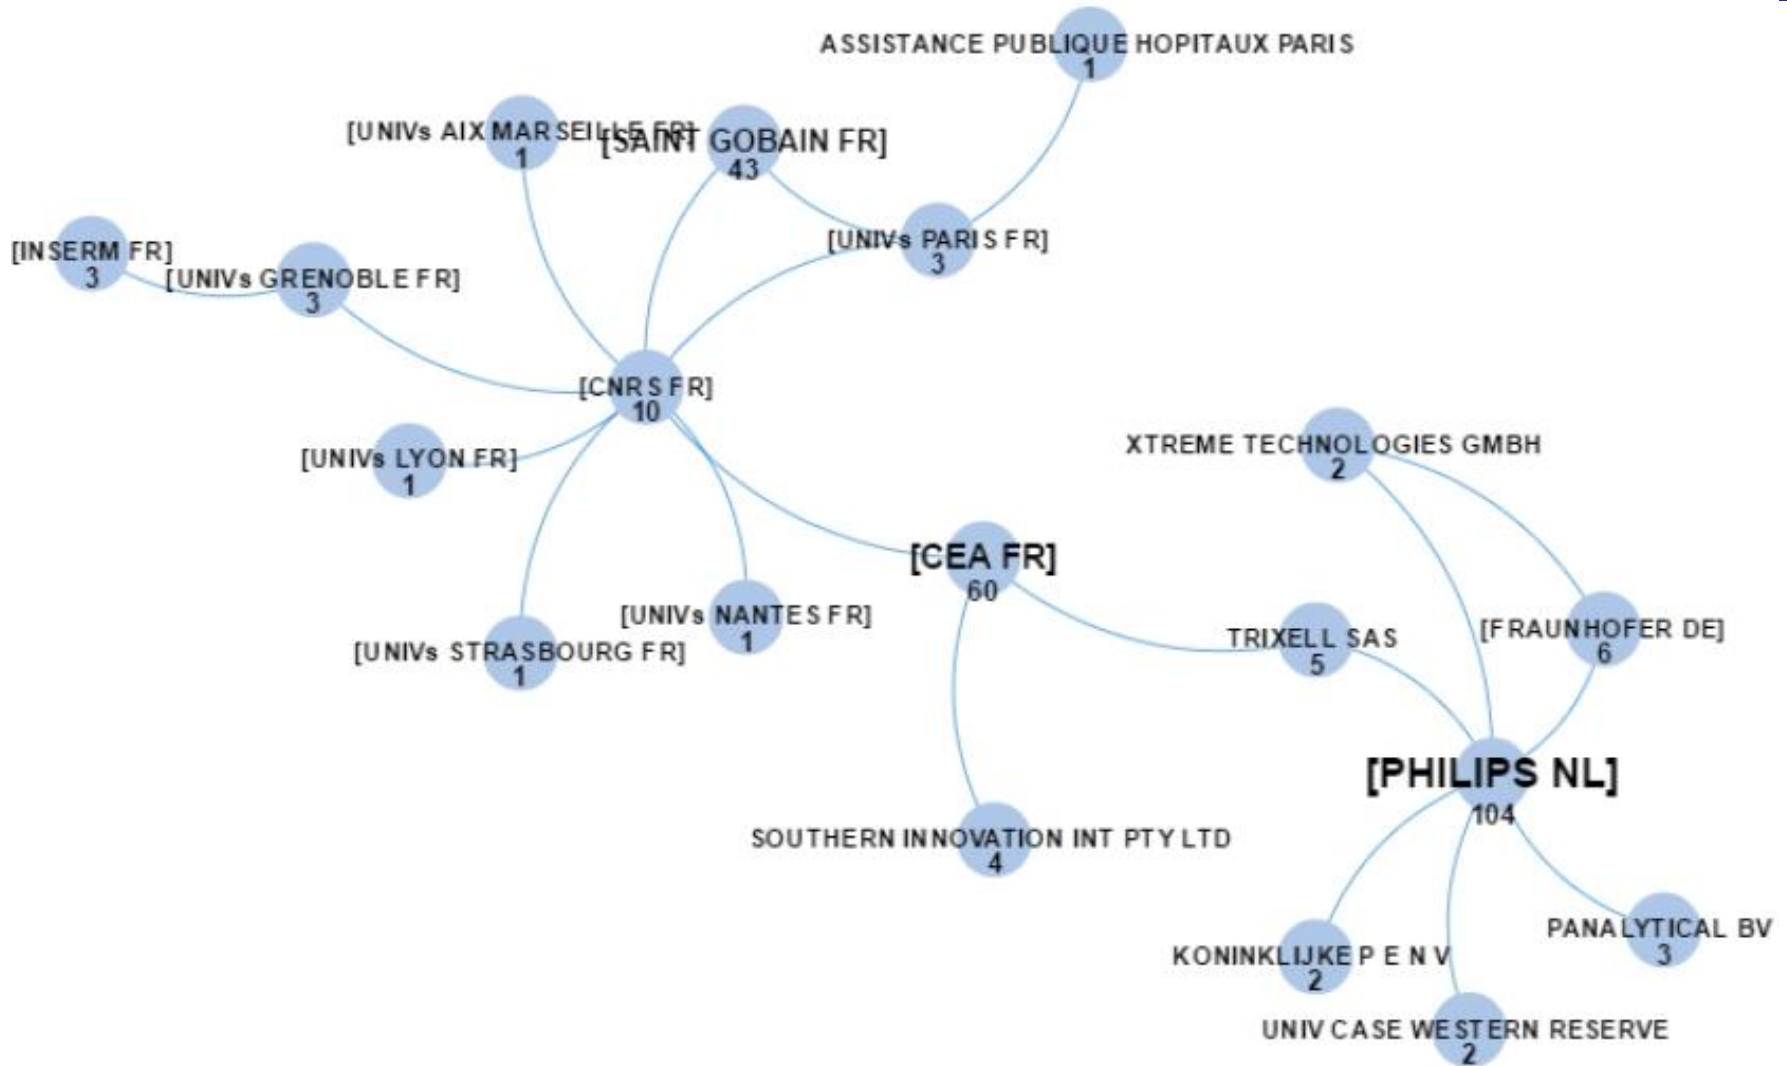 ASSISTANCE PUBLIQUE HOPITAUX PARIS
1
[UNIVs AIX MARSEILLE FR]
1
[SAINT GOBAIN FR]
43
[UNIVs PARIS FR]
3
[INSERM FR]
3
[UNIVs GRENOBLE FR]
3
[CNRS FR]
10
[UNIVs LYON FR]
1
XTREME TECHNOLOGIES GMBH
2
[CEA FR]
60
[UNIVs NANTES FR]
1
[UNIVs STRASBOURG FR]
1
TRIXELL SAS
5
[FRAUNHOFER DE]
6
[PHILIPS NL]
104
SOUTHERN INNOVATION INT PTY LTD
4
KONINKLIJKE P E N V
2
PANALYTICAL BV
3
UNIV CASE WESTERN RESERVE
2